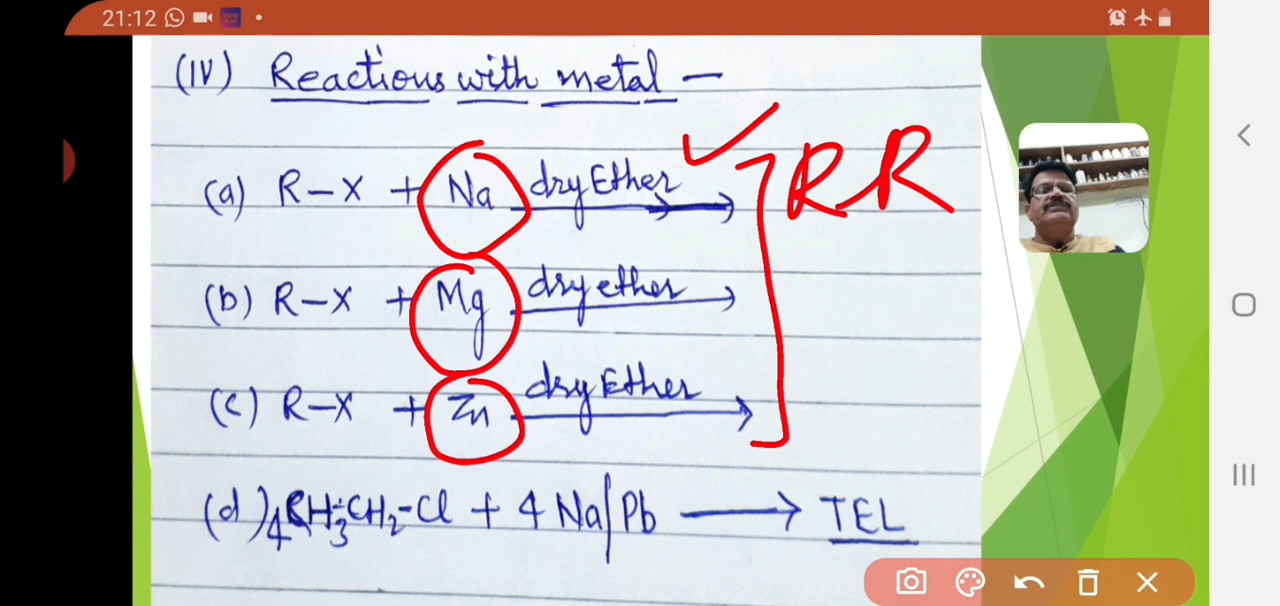 21:12
(IV) Reactions with metal —
(a) R–X + Na dry Ether →
RR
(b) R–X + Mg dry ether →
(c) R–X + Zn dry Ether →
(d) 4CH3–CH2–Cl + 4 Na/Pb → TEL